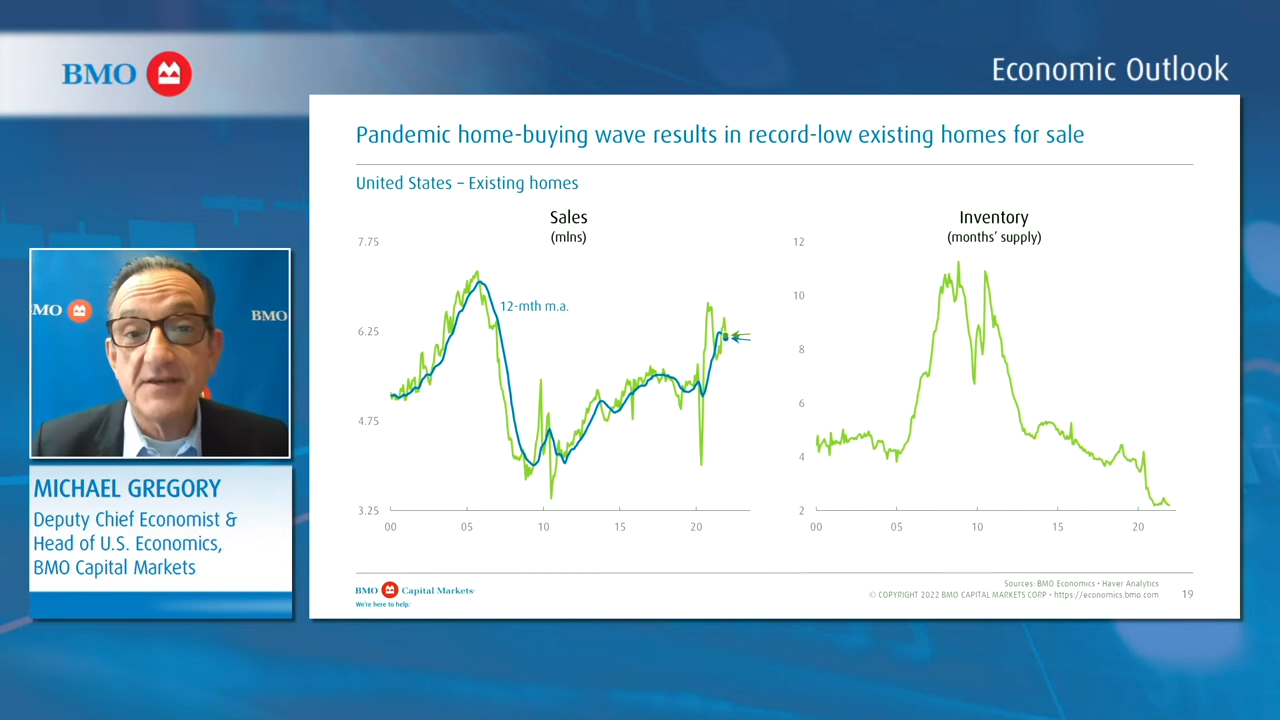 BMO
Economic Outlook
Pandemic home-buying wave results in record-low existing homes for sale
United States – Existing homes
Sales
(mlns)
7.75
6.25
4.75
3.25
12-mth m.a.
00 05 10 15 20
Inventory
(months' supply)
12
10
8
6
4
2
00 05 10 15 20
BMO Capital Markets
We're here to help.
Sources: BMO Economics • Haver Analytics
© COPYRIGHT 2022 BMO CAPITAL MARKETS CORP • https://economics.bmo.com
19
MO
BMO
MICHAEL GREGORY
Deputy Chief Economist &
Head of U.S. Economics,
BMO Capital Markets